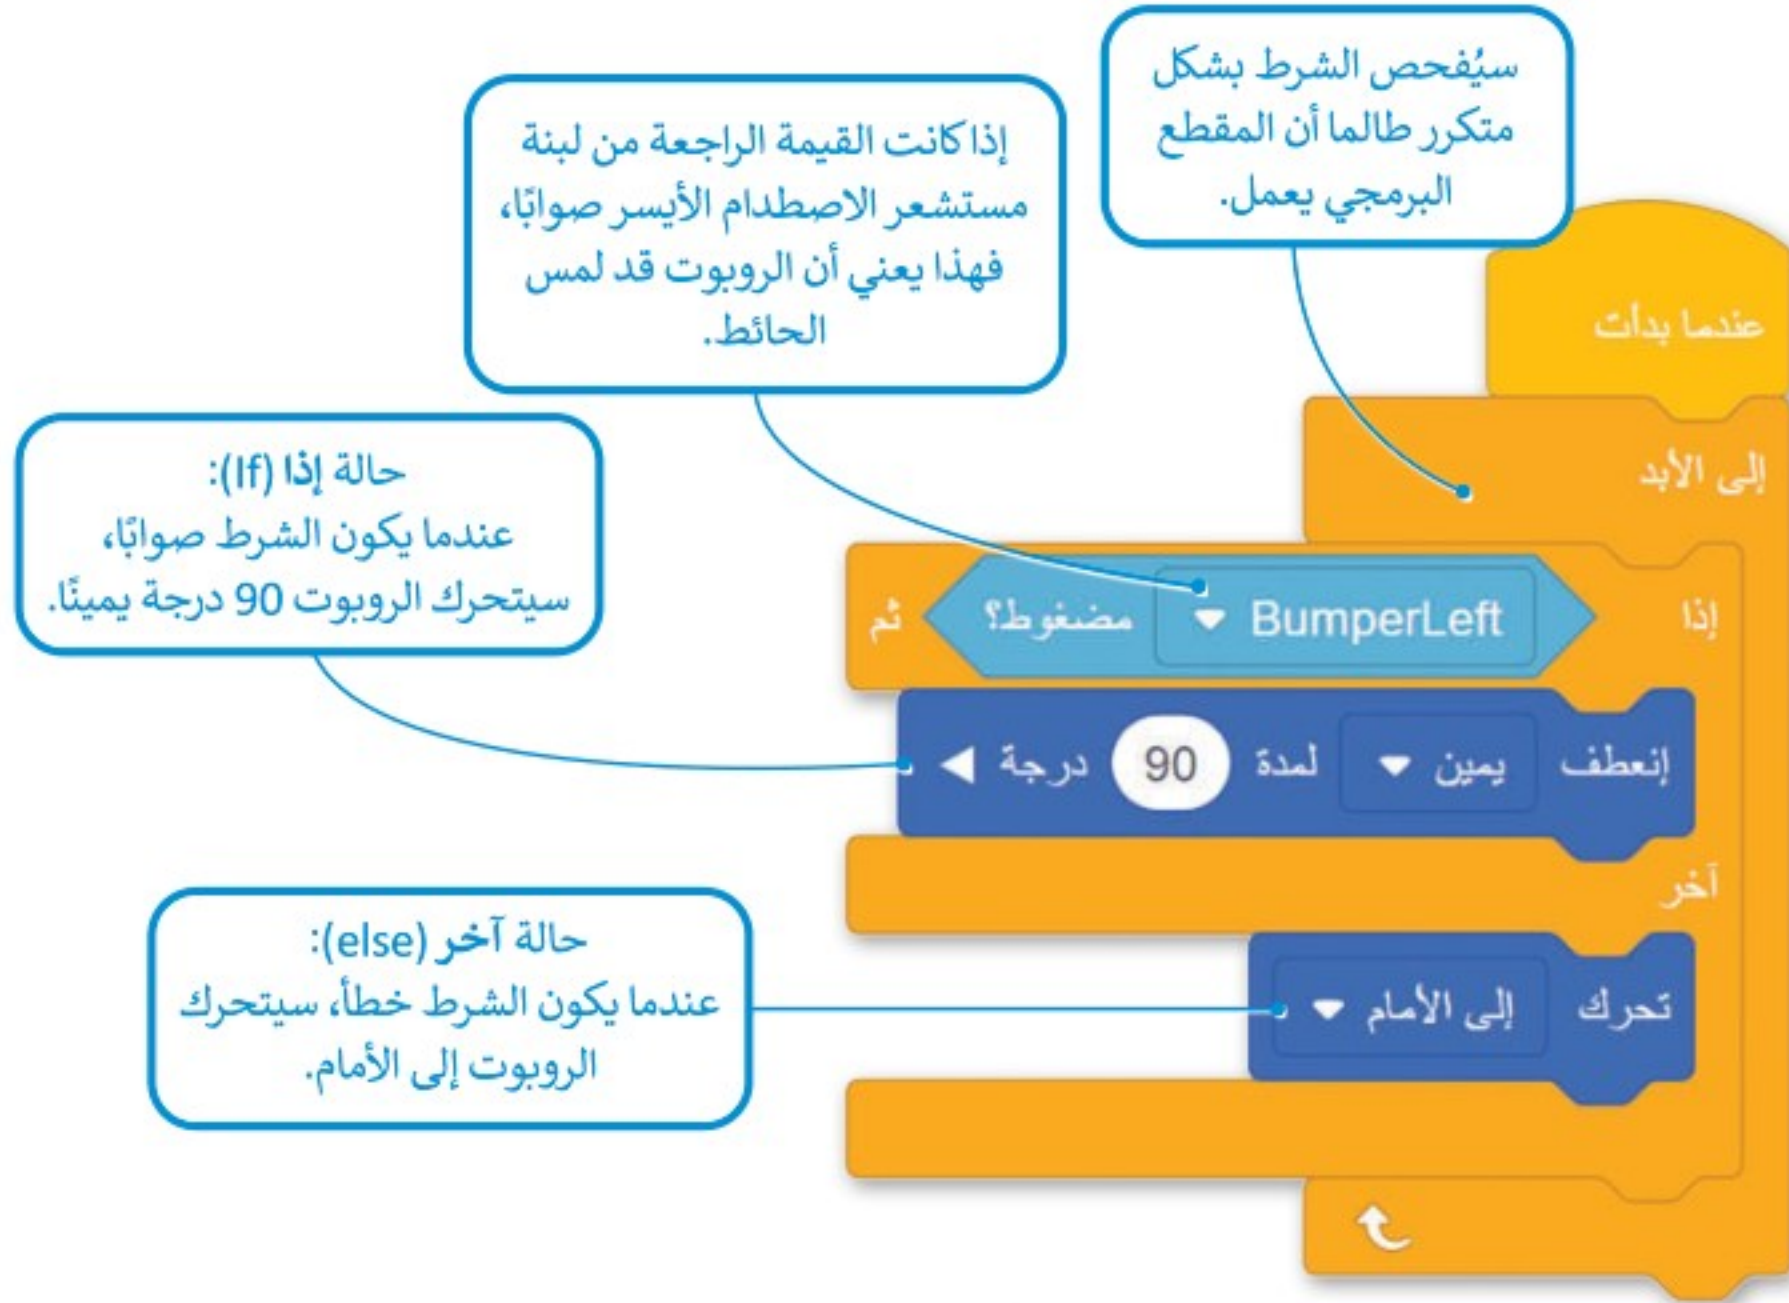 سيُفحص الشرط بشكل
متكرر طالما أن المقطع
البرمجي يعمل.
إذا كانت القيمة الراجعة من لبنة
مستشعر الاصطدام الأيسر صوابًا،
فهذا يعني أن الروبوت قد لمس
الحائط.
حالة إذا (If):
عندما يكون الشرط صوابًا،
سيتحرك الروبوت 90 درجة يمينًا.
حالة آخر (else):
عندما يكون الشرط خطأ، سيتحرك
الروبوت إلى الأمام.
عندما بدأت
إلى الأبد
إذا BumperLeft مضغوط؟ ثم
إنعطف يمين لمدة 90 درجة
آخر
تحرك إلى الأمام